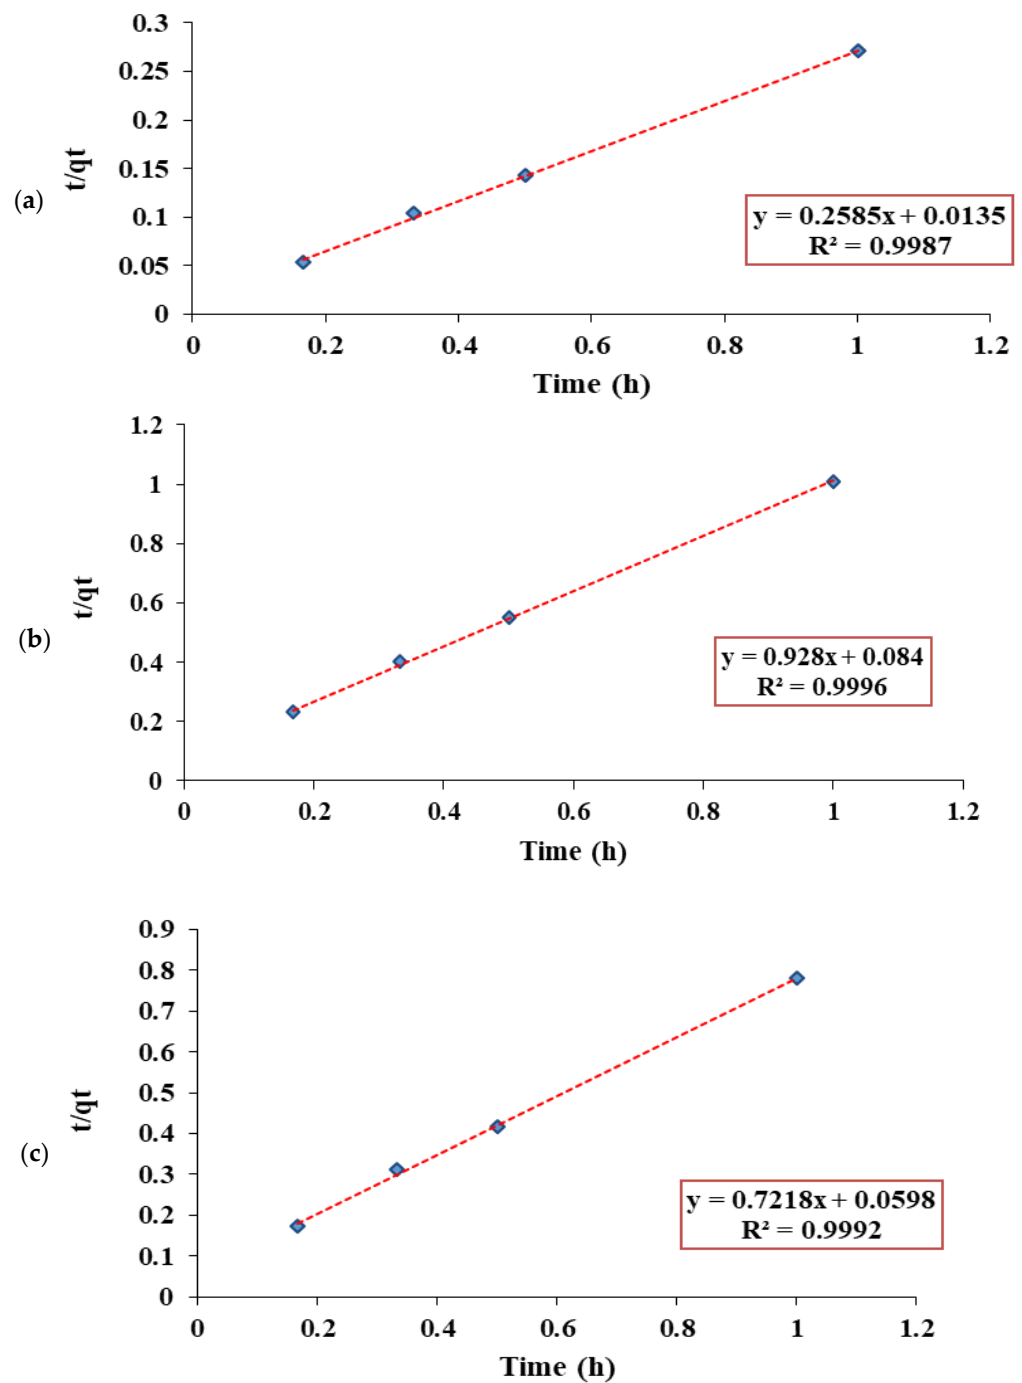 (a)
t/qt
0.3
0.25
0.2
0.15
0.1
0.05
0
y = 0.2585x + 0.0135
R² = 0.9987
0 0.2 0.4 0.6 0.8 1 1.2
Time (h)
(b)
t/qt
1.2
1
0.8
0.6
0.4
0.2
0
y = 0.928x + 0.084
R² = 0.9996
0 0.2 0.4 0.6 0.8 1 1.2
Time (h)
(c)
t/qt
0.9
0.8
0.7
0.6
0.5
0.4
0.3
0.2
0.1
0
y = 0.7218x + 0.0598
R² = 0.9992
0 0.2 0.4 0.6 0.8 1 1.2
Time (h)